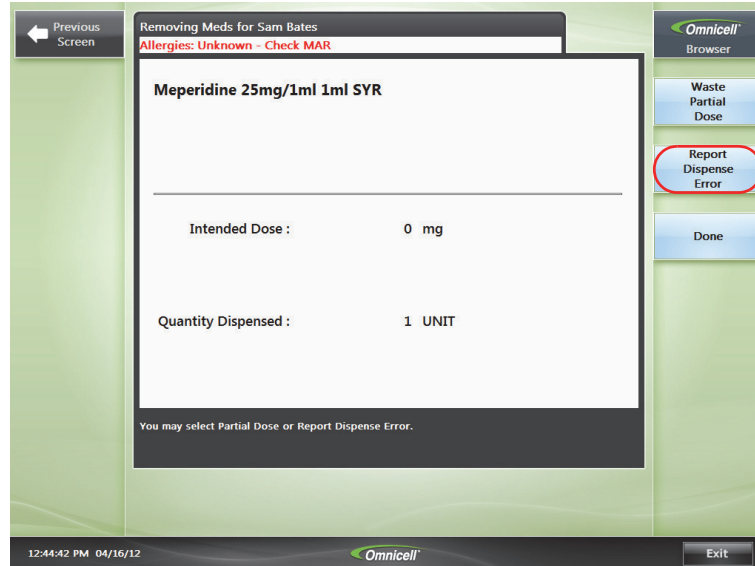 Previous
Screen
Removing Meds for Sam Bates
Allergies: Unknown - Check MAR
Omnicell
Browser
Meperidine 25mg/1ml 1ml SYR
Waste
Partial
Dose
Report
Dispense
Error
Intended Dose : 0 mg
Done
Quantity Dispensed : 1 UNIT
You may select Partial Dose or Report Dispense Error.
12:44:42 PM 04/16/12
Omnicell
Exit